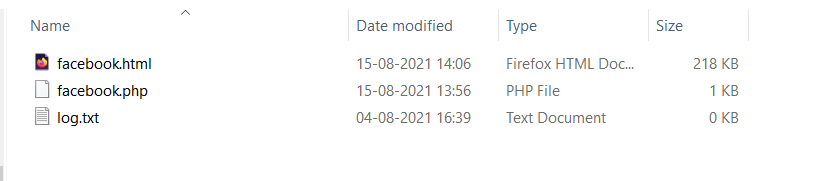 Name Date modified Type Size
facebook.html 15-08-2021 14:06 Firefox HTML Doc... 218 KB
facebook.php 15-08-2021 13:56 PHP File 1 KB
log.txt 04-08-2021 16:39 Text Document 0 KB